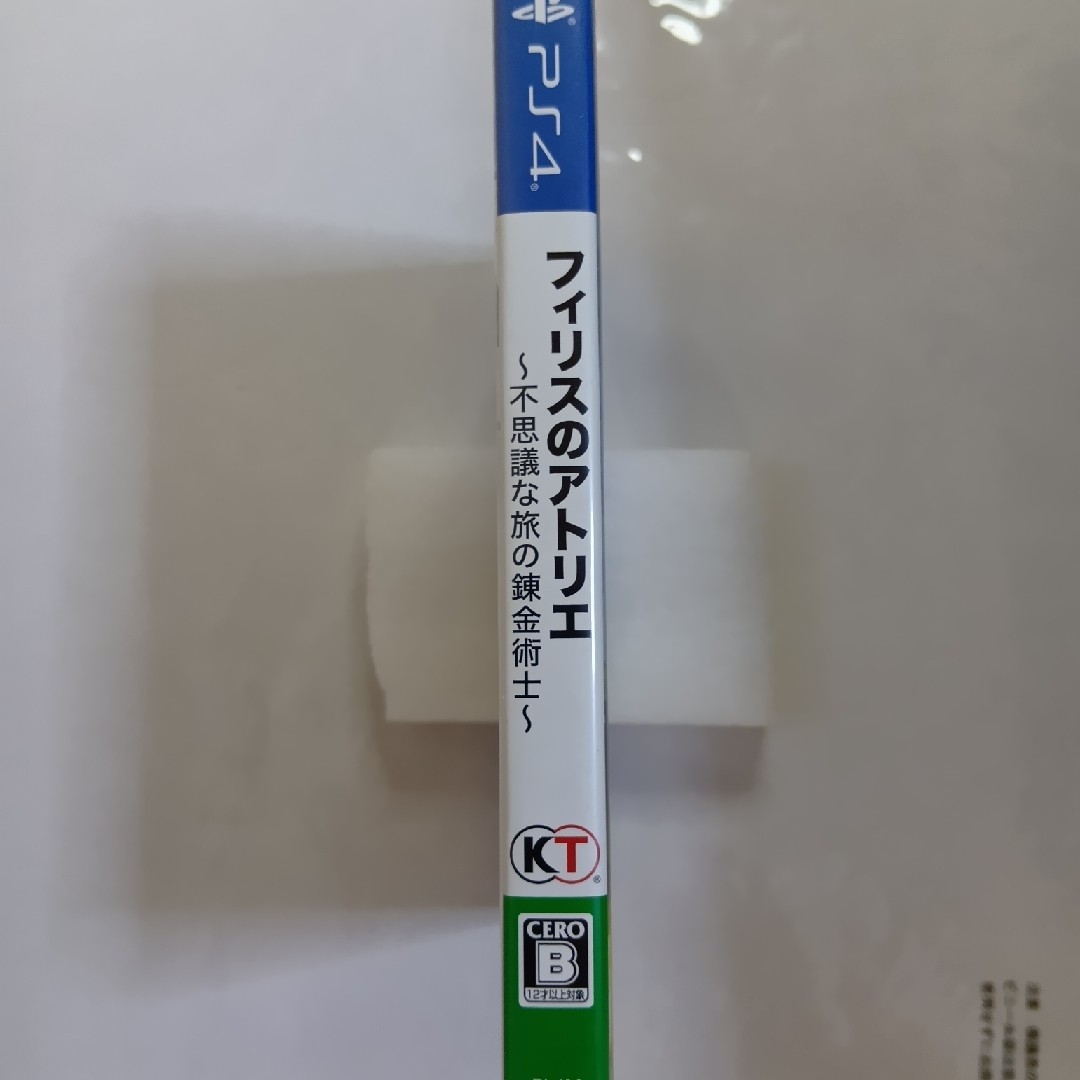 PS4
フィリスのアトリエ
～不思議な旅の錬金術士～
KT
CERO
B
12才以上対象